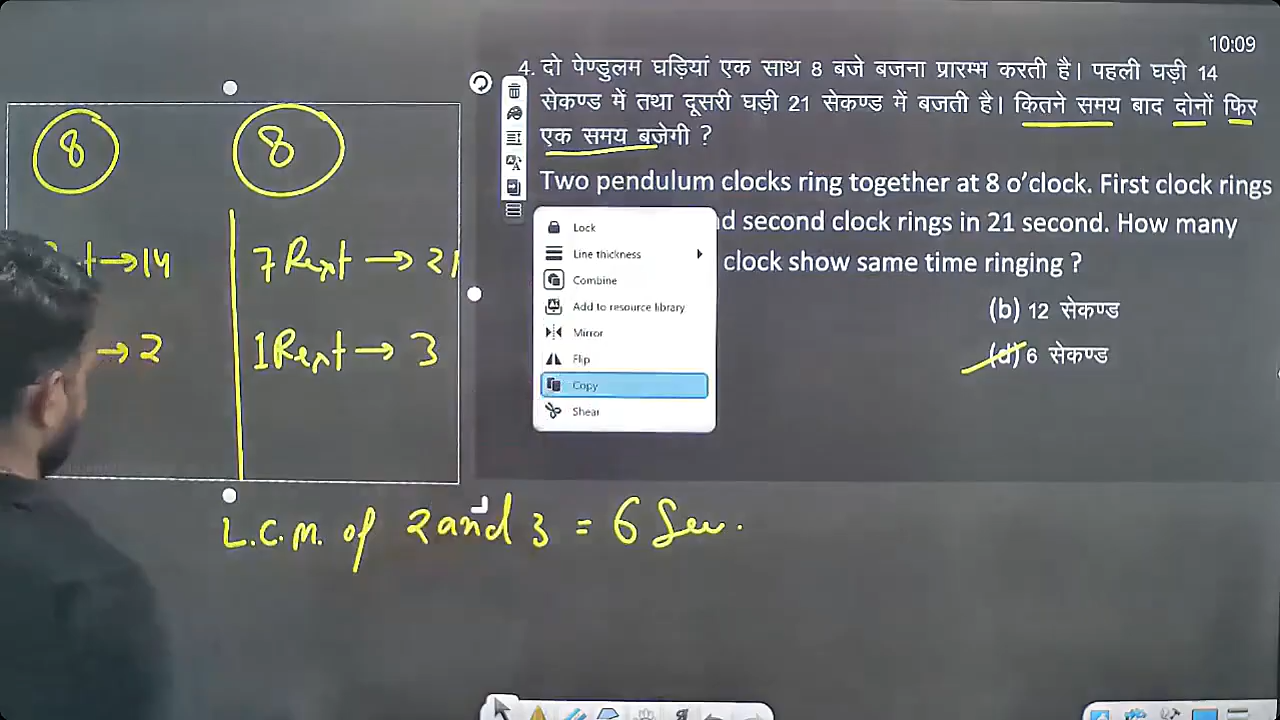 10:09
4. दो पेण्डुलम घड़ियां एक साथ 8 बजे बजना प्रारम्भ करती है। पहली घड़ी 14
सेकण्ड में तथा दूसरी घड़ी 21 सेकण्ड में बजती है। कितने समय बाद दोनों फिर
एक समय बजेगी ?
Two pendulum clocks ring together at 8 o'clock. First clock rings
d second clock rings in 21 second. How many
clock show same time ringing ?
(b) 12 सेकण्ड
(d) 6 सेकण्ड
Lock
Line thickness
Combine
Add to resource library
Mirror
Flip
Copy
Shear
8 8
t → 14 7 Rest → 21
→ 2 1 Rest → 3
L.C.M. of 2 and 3 = 6 Sec.